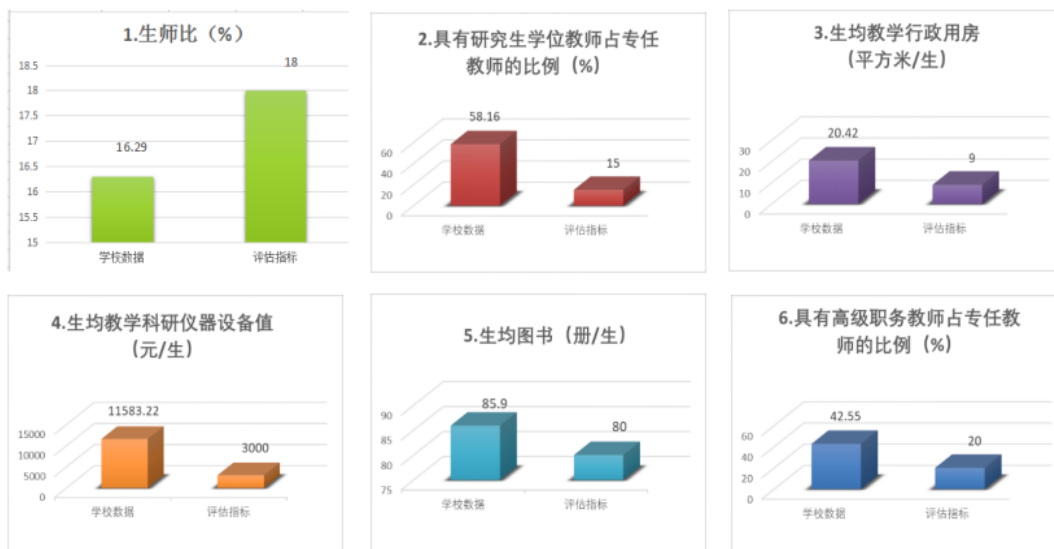 1.生师比（%）
18.5
18
17.5
17
16.5
16
15.5
15
16.29
18
学校数据
评估指标
2.具有研究生学位教师占专任
教师的比例（%）
60
40
20
0
58.16
15
学校数据
评估指标
3.生均教学行政用房
（平方米/生）
30
20
10
0
20.42
9
学校数据
评估指标
4.生均教学科研仪器设备值
（元/生）
15000
10000
5000
0
11583.22
3000
学校数据
评估指标
5.生均图书（册/生）
90
85
80
75
85.9
80
学校数据
评估指标
6.具有高级职务教师占专任教
师的比例（%）
60
40
20
0
42.55
20
学校数据
评估指标